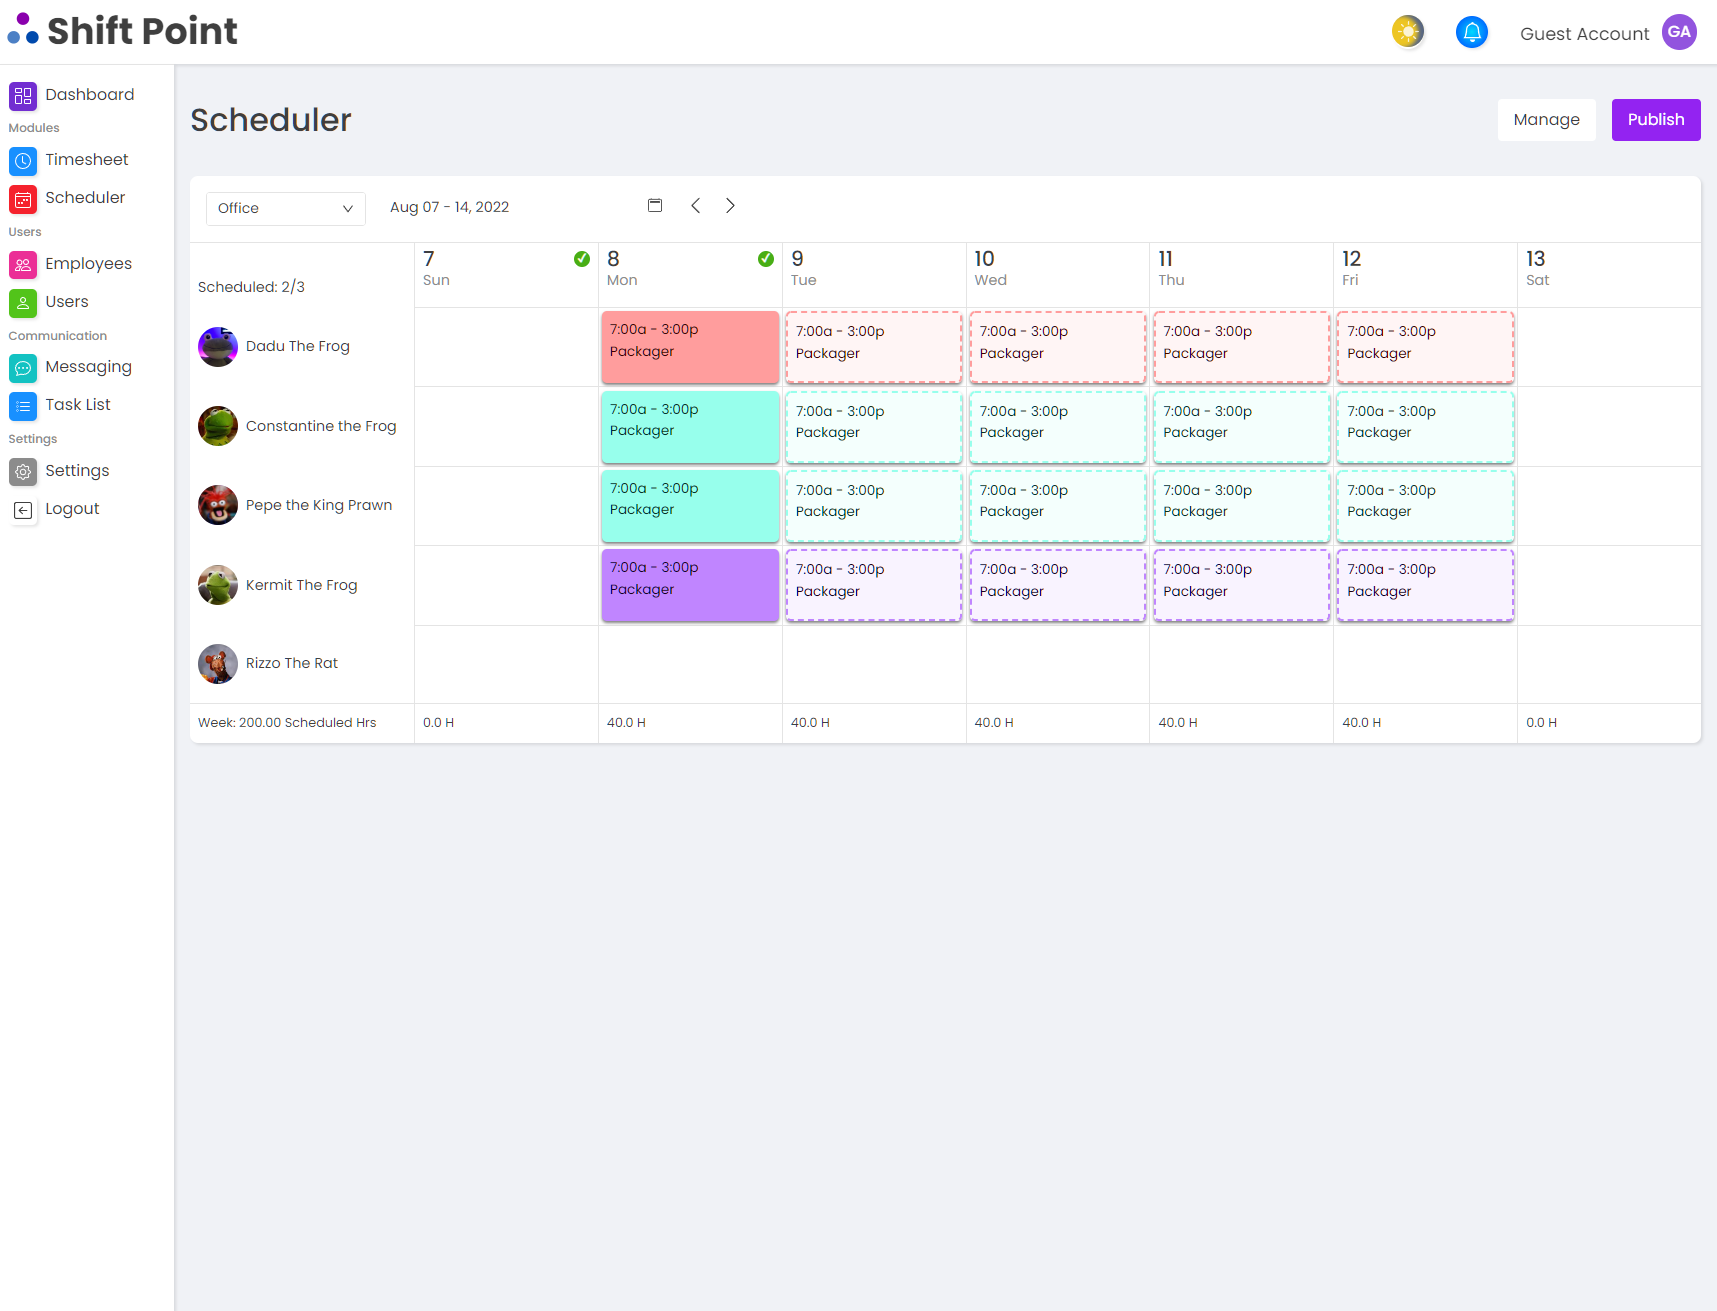 Shift Point
Guest Account
GA
Dashboard
Modules
Timesheet
Scheduler
Users
Employees
Users
Communication
Messaging
Task List
Settings
Settings
Logout
Scheduler
Manage
Publish
Office
Aug 07 - 14, 2022
Scheduled: 2/3
7
Sun
8
Mon
9
Tue
10
Wed
11
Thu
12
Fri
13
Sat
Dadu The Frog
7:00a - 3:00p
Packager
7:00a - 3:00p
Packager
7:00a - 3:00p
Packager
7:00a - 3:00p
Packager
7:00a - 3:00p
Packager
Constantine the Frog
7:00a - 3:00p
Packager
7:00a - 3:00p
Packager
7:00a - 3:00p
Packager
7:00a - 3:00p
Packager
7:00a - 3:00p
Packager
Pepe the King Prawn
7:00a - 3:00p
Packager
7:00a - 3:00p
Packager
7:00a - 3:00p
Packager
7:00a - 3:00p
Packager
7:00a - 3:00p
Packager
Kermit The Frog
7:00a - 3:00p
Packager
7:00a - 3:00p
Packager
7:00a - 3:00p
Packager
7:00a - 3:00p
Packager
7:00a - 3:00p
Packager
Rizzo The Rat
Week: 200.00 Scheduled Hrs
0.0 H
40.0 H
40.0 H
40.0 H
40.0 H
40.0 H
0.0 H